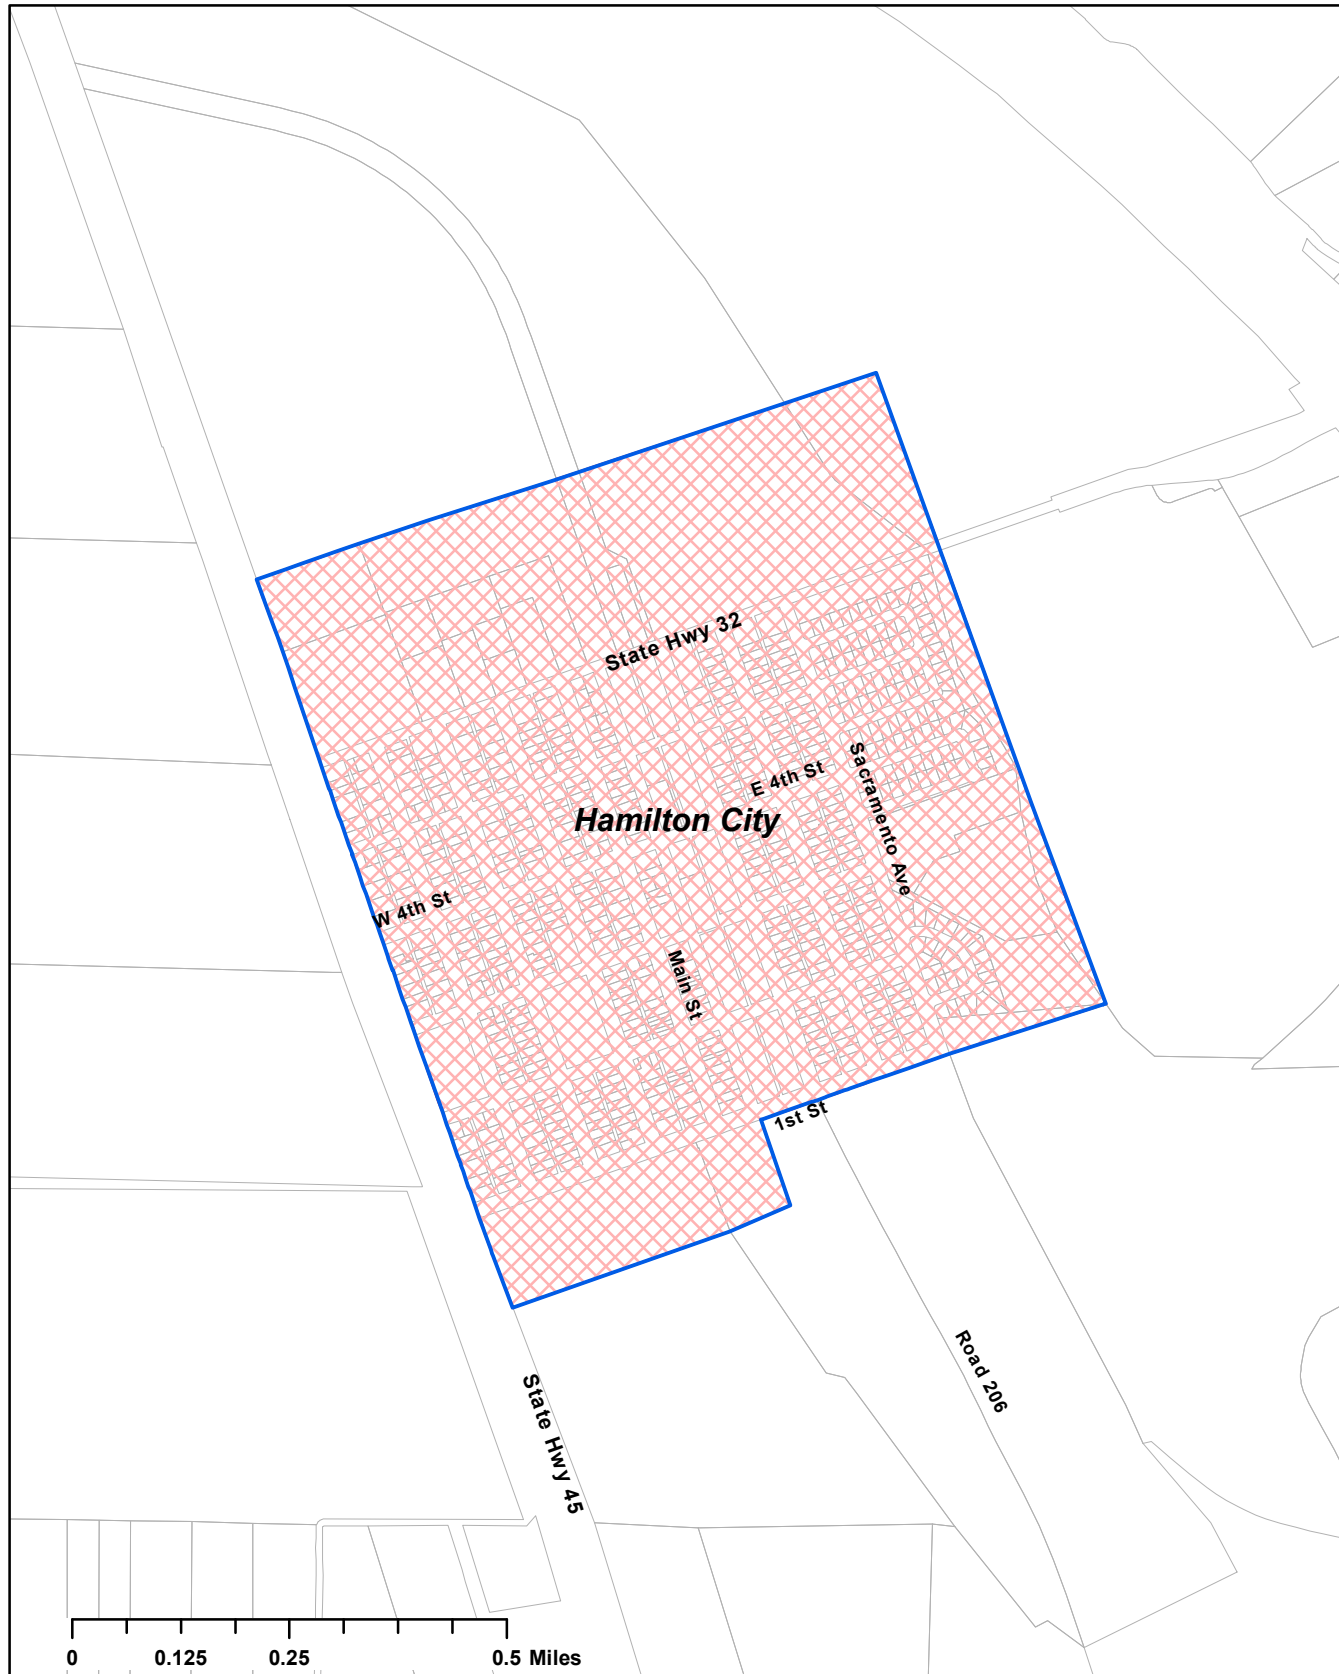 State Hwy 32
E 4th St
Sacramento Ave
Hamilton City
W 4th St
Main St
1st St
Road 206
State Hwy 45
0 0.125 0.25 0.5 Miles